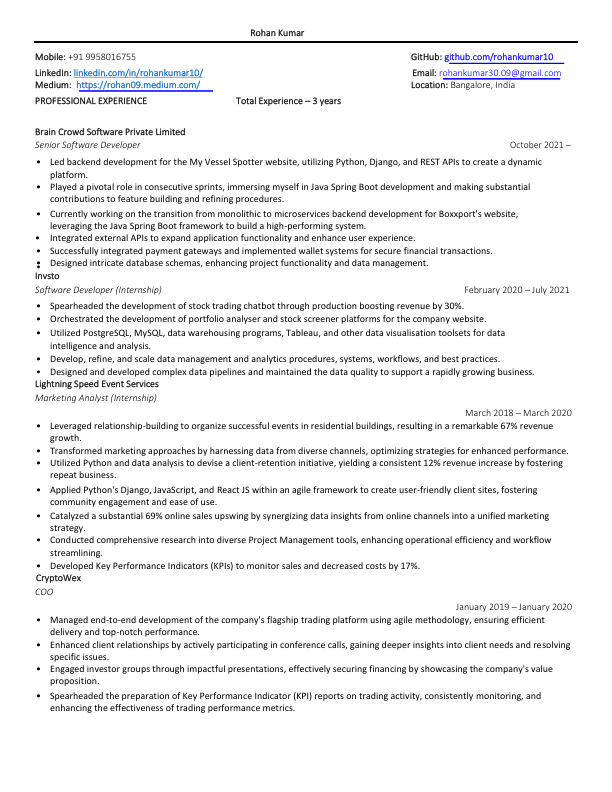 Rohan Kumar
Mobile: +91 9958016755 GitHub: github.com/rohankumar10
LinkedIn: linkedin.com/in/rohankumar10/ Email: rohankumar30.09@gmail.com
Medium: https://rohan09.medium.com/ Location: Bangalore, India
PROFESSIONAL EXPERIENCE Total Experience – 3 years
Brain Crowd Software Private Limited
Senior Software Developer October 2021 –
• Led backend development for the My Vessel Spotter website, utilizing Python, Django, and REST APIs to create a dynamic
platform.
• Played a pivotal role in consecutive sprints, immersing myself in Java Spring Boot development and making substantial
contributions to feature building and refining procedures.
• Currently working on the transition from monolithic to microservices backend development for Boxxport's website,
leveraging the Java Spring Boot framework to build a high-performing system.
• Integrated external APIs to expand application functionality and enhance user experience.
• Successfully integrated payment gateways and implemented wallet systems for secure financial transactions.
• Designed intricate database schemas, enhancing project functionality and data management.
Invsto
Software Developer (Internship) February 2020 – July 2021
• Spearheaded the development of stock trading chatbot through production boosting revenue by 30%.
• Orchestrated the development of portfolio analyser and stock screener platforms for the company website.
• Utilized PostgreSQL, MySQL, data warehousing programs, Tableau, and other data visualisation toolsets for data
intelligence and analysis.
• Develop, refine, and scale data management and analytics procedures, systems, workflows, and best practices.
• Designed and developed complex data pipelines and maintained the data quality to support a rapidly growing business.
Lightning Speed Event Services
Marketing Analyst (Internship)
March 2018 – March 2020
• Leveraged relationship-building to organize successful events in residential buildings, resulting in a remarkable 67% revenue
growth.
• Transformed marketing approaches by harnessing data from diverse channels, optimizing strategies for enhanced performance.
• Utilized Python and data analysis to devise a client-retention initiative, yielding a consistent 12% revenue increase by fostering
repeat business.
• Applied Python's Django, JavaScript, and React JS within an agile framework to create user-friendly client sites, fostering
community engagement and ease of use.
• Catalyzed a substantial 69% online sales upswing by synergizing data insights from online channels into a unified marketing
strategy.
• Conducted comprehensive research into diverse Project Management tools, enhancing operational efficiency and workflow
streamlining.
• Developed Key Performance Indicators (KPIs) to monitor sales and decreased costs by 17%.
CryptoWex
COO
January 2019 – January 2020
• Managed end-to-end development of the company's flagship trading platform using agile methodology, ensuring efficient
delivery and top-notch performance.
• Enhanced client relationships by actively participating in conference calls, gaining deeper insights into client needs and resolving
specific issues.
• Engaged investor groups through impactful presentations, effectively securing financing by showcasing the company's value
proposition.
• Spearheaded the preparation of Key Performance Indicator (KPI) reports on trading activity, consistently monitoring, and
enhancing the effectiveness of trading performance metrics.